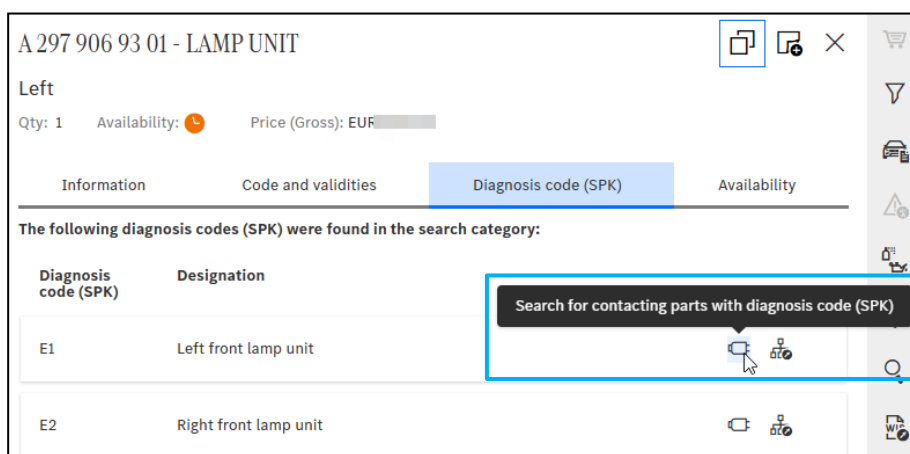 A 297 906 93 01 - LAMP UNIT
Left
Qty: 1 Availability: Price (Gross): EUR
Information Code and validities Diagnosis code (SPK) Availability
The following diagnosis codes (SPK) were found in the search category:
Diagnosis code (SPK) Designation
Search for contacting parts with diagnosis code (SPK)
E1 Left front lamp unit
E2 Right front lamp unit
WIS